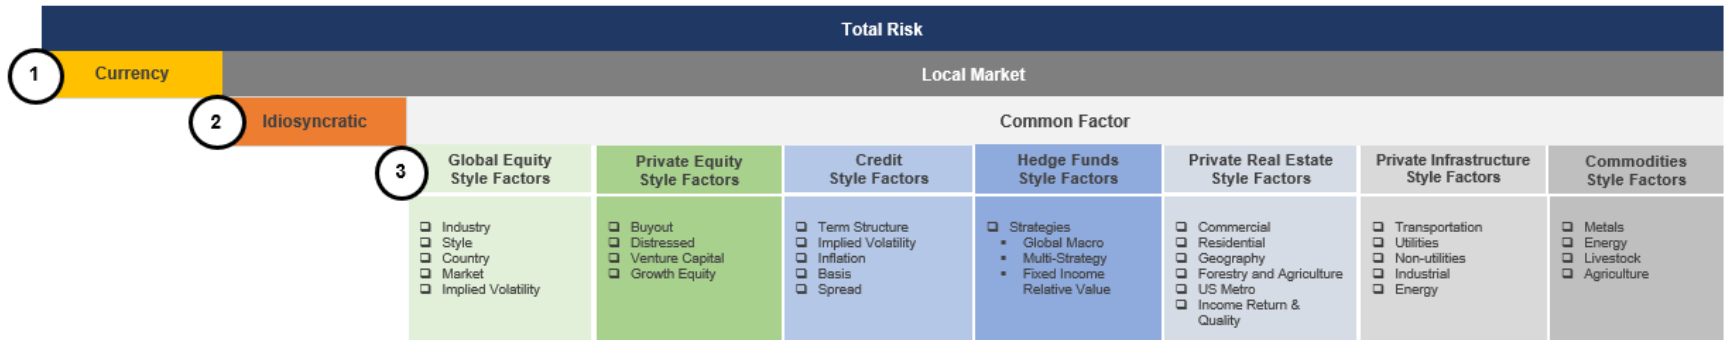 Total Risk
1
Currency
Local Market
2
Idiosyncratic
Common Factor
3
Global Equity
Style Factors
Private Equity
Style Factors
Credit
Style Factors
Hedge Funds
Style Factors
Private Real Estate
Style Factors
Private Infrastructure
Style Factors
Commodities
Style Factors
Industry
Style
Country
Market
Implied Volatility
Buyout
Distressed
Venture Capital
Growth Equity
Term Structure
Implied Volatility
Inflation
Basis
Spread
Strategies
Global Macro
Multi-Strategy
Fixed Income
Relative Value
Commercial
Residential
Geography
Forestry and Agriculture
US Metro
Income Return &
Quality
Transportation
Utilities
Non-utilities
Industrial
Energy
Metals
Energy
Livestock
Agriculture